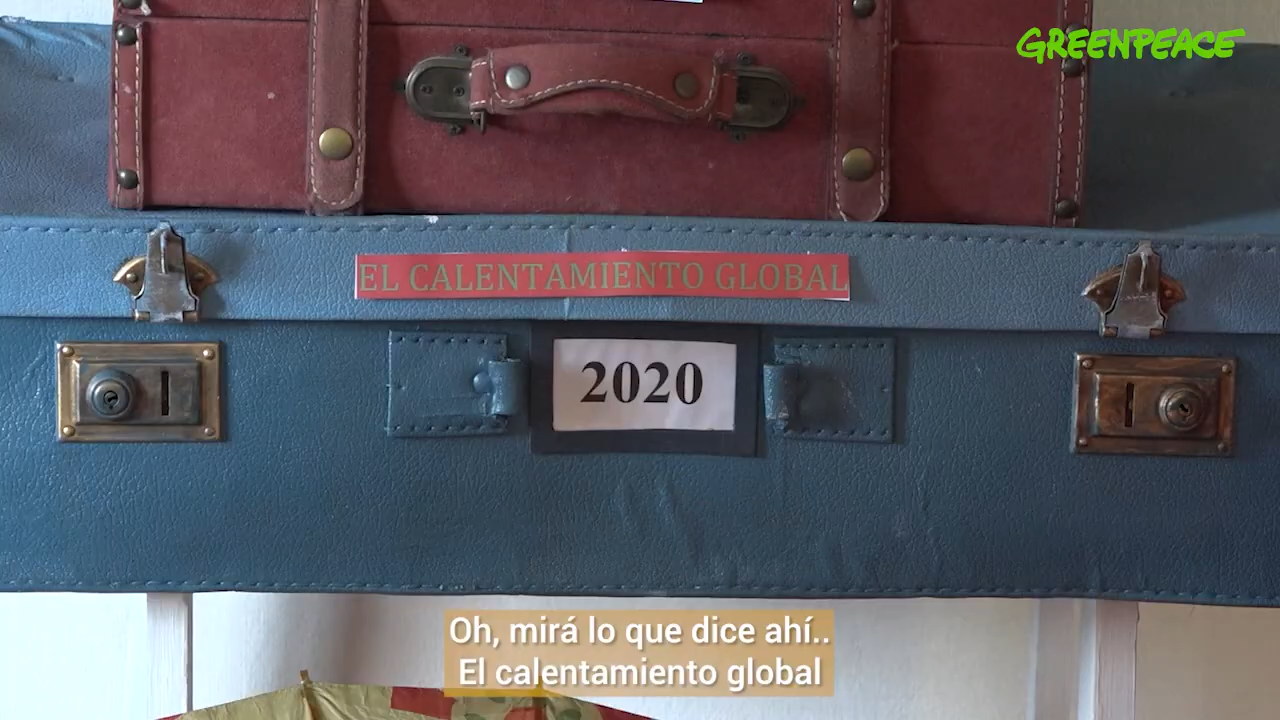 GREENPEACE
EL CALENTAMIENTO GLOBAL
2020
Oh, mirá lo que dice ahí..
El calentamiento global